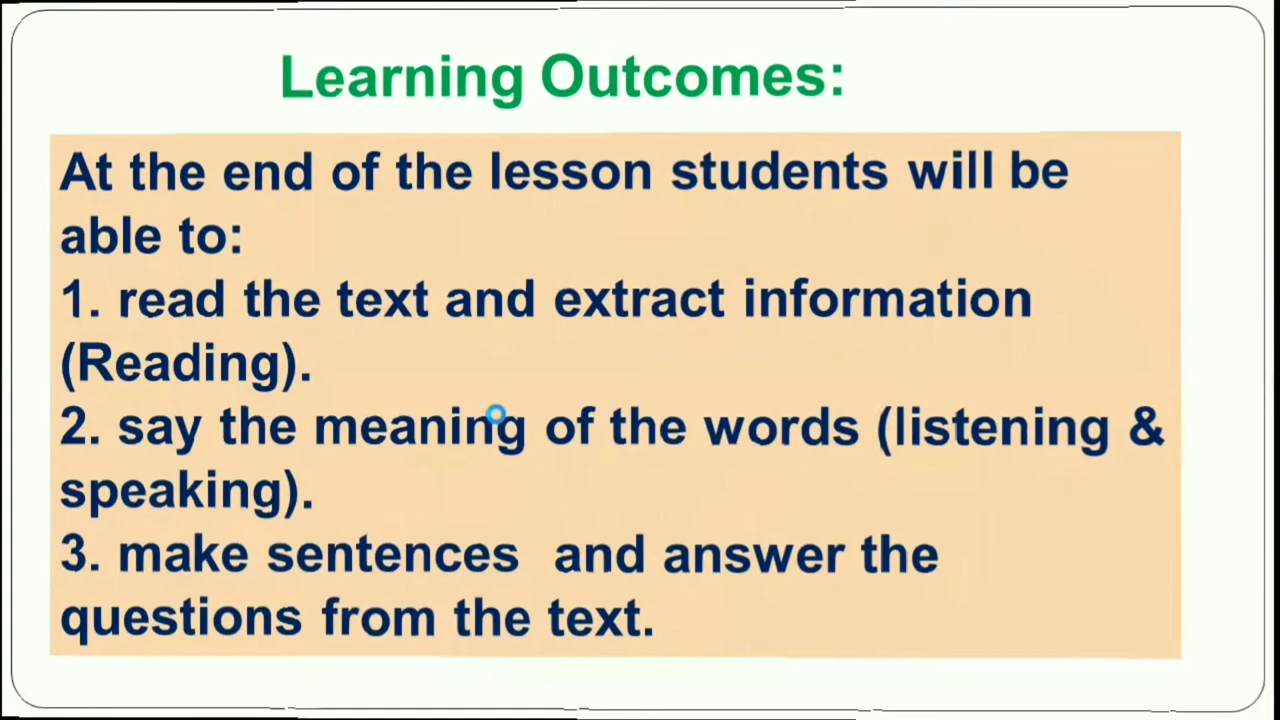 Learning Outcomes:
At the end of the lesson students will be
able to:
1. read the text and extract information
(Reading).
2. say the meaning of the words (listening &
speaking).
3. make sentences  and answer the
questions from the text.